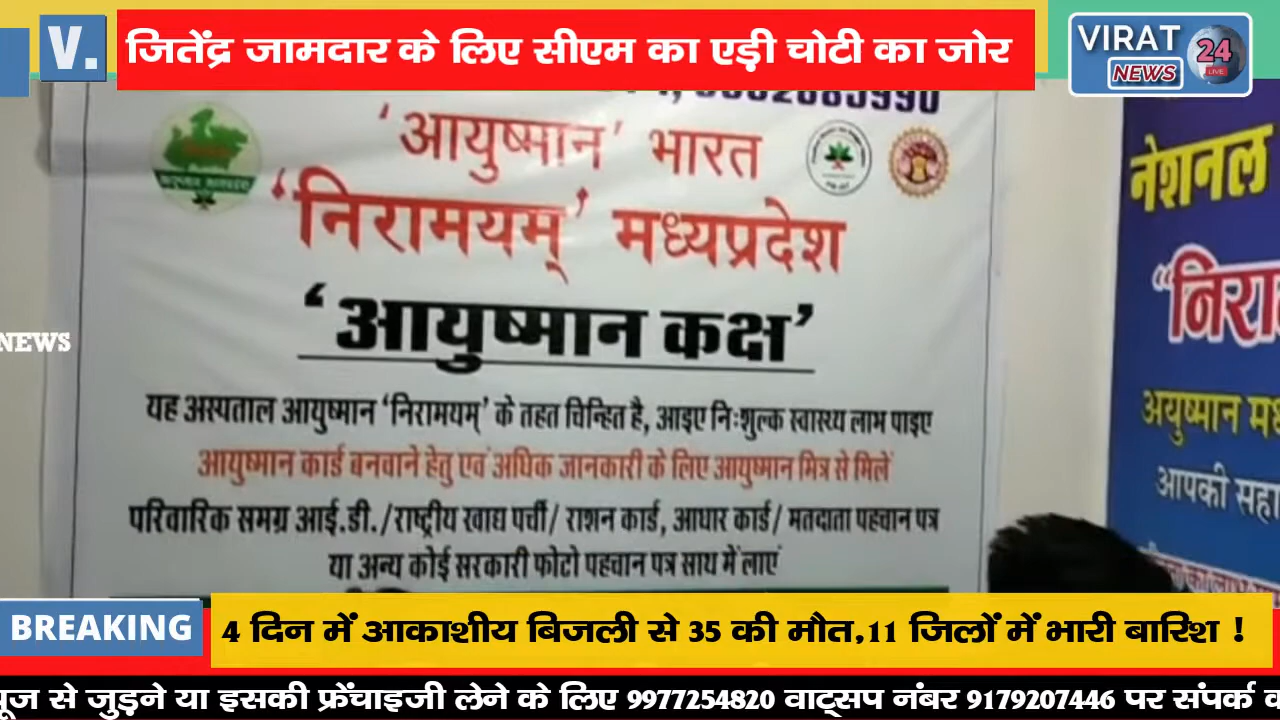 V.
जितेंद्र जामदार के लिए सीएम का एड़ी चोटी का जोर
VIRAT
NEWS
24
LIVE
'आयुष्मान' भारत
'निरामयम्' मध्यप्रदेश
'आयुष्मान कक्ष'
यह अस्पताल आयुष्मान 'निरामयम्' के तहत चिन्हित है, आइए निःशुल्क स्वास्थ्य लाभ पाइए
आयुष्मान कार्ड बनवाने हेतु एवं अधिक जानकारी के लिए आयुष्मान मित्र से मिलें
परिवारिक समग्र आई.डी./राष्ट्रीय खाद्य पर्ची/ राशन कार्ड, आधार कार्ड/ मतदाता पहचान पत्र
या अन्य कोई सरकारी फोटो पहचान पत्र साथ में लाएं
नेशनल
"निरा
अयुष्मान मध
आपकी सहा
NEWS
BREAKING
4 दिन में आकाशीय बिजली से 35 की मौत,11 जिलों में भारी बारिश !
यूज से जुड़ने या इसकी फ्रेंचाइजी लेने के लिए 9977254820 वाट्सप नंबर 9179207446 पर संपर्क क